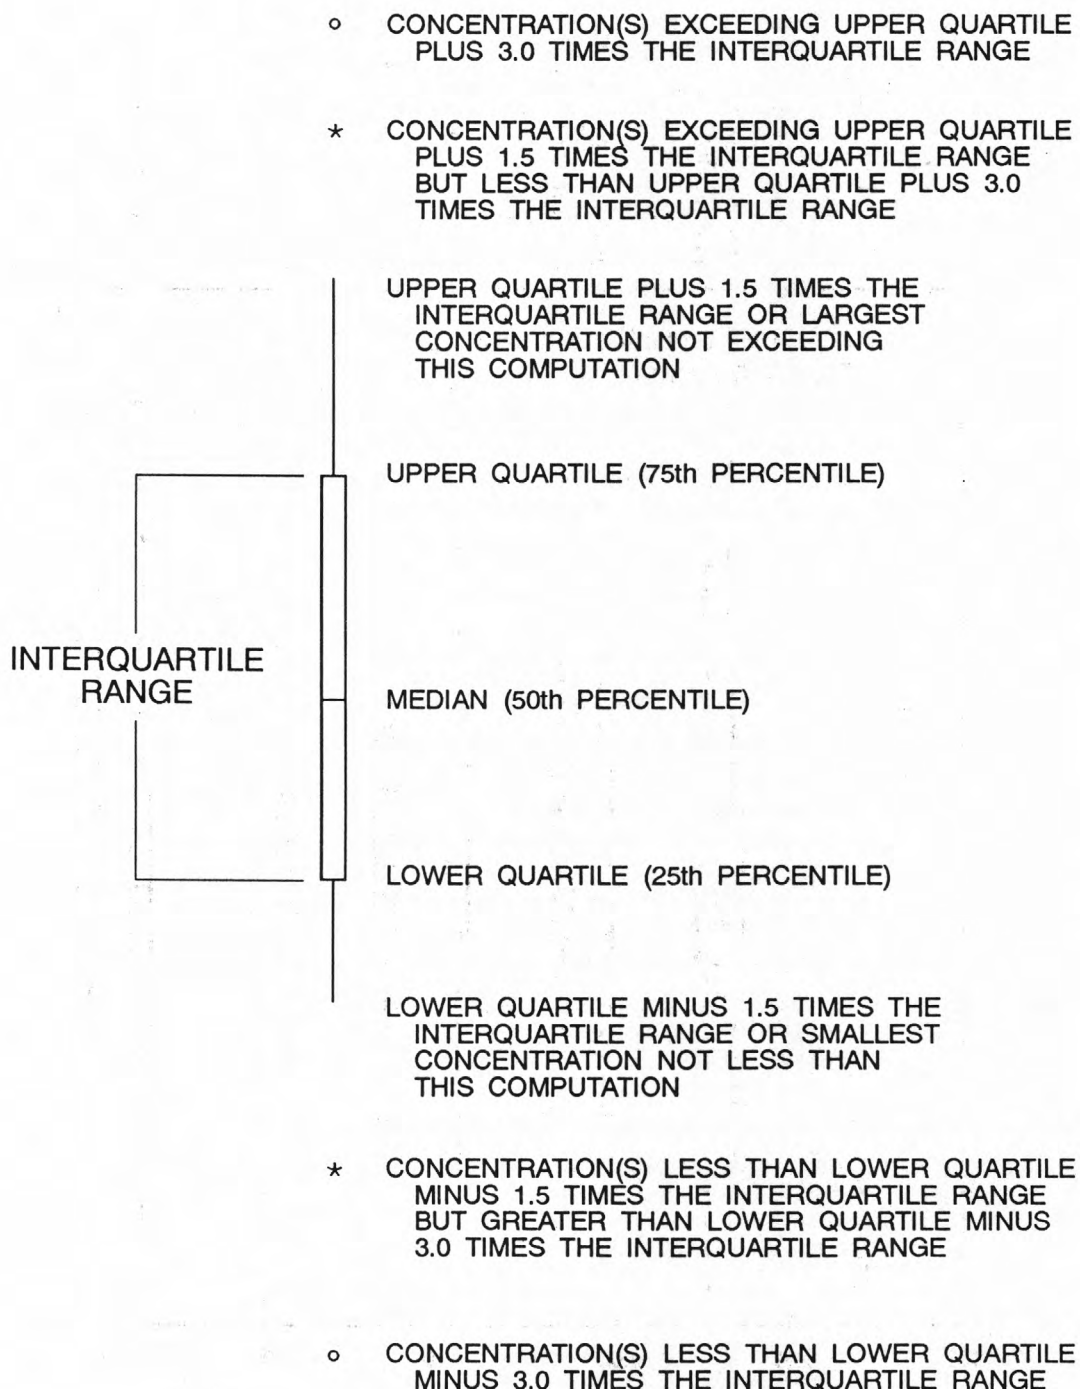 o CONCENTRATION(S) EXCEEDING UPPER QUARTILE
PLUS 3.0 TIMES THE INTERQUARTILE RANGE
* CONCENTRATION(S) EXCEEDING UPPER QUARTILE
PLUS 1.5 TIMES THE INTERQUARTILE RANGE
BUT LESS THAN UPPER QUARTILE PLUS 3.0
TIMES THE INTERQUARTILE RANGE
UPPER QUARTILE PLUS 1.5 TIMES THE
INTERQUARTILE RANGE OR LARGEST
CONCENTRATION NOT EXCEEDING
THIS COMPUTATION
UPPER QUARTILE (75th PERCENTILE)
INTERQUARTILE
RANGE
MEDIAN (50th PERCENTILE)
LOWER QUARTILE (25th PERCENTILE)
LOWER QUARTILE MINUS 1.5 TIMES THE
INTERQUARTILE RANGE OR SMALLEST
CONCENTRATION NOT LESS THAN
THIS COMPUTATION
* CONCENTRATION(S) LESS THAN LOWER QUARTILE
MINUS 1.5 TIMES THE INTERQUARTILE RANGE
BUT GREATER THAN LOWER QUARTILE MINUS
3.0 TIMES THE INTERQUARTILE RANGE
o CONCENTRATION(S) LESS THAN LOWER QUARTILE
MINUS 3.0 TIMES THE INTERQUARTILE RANGE